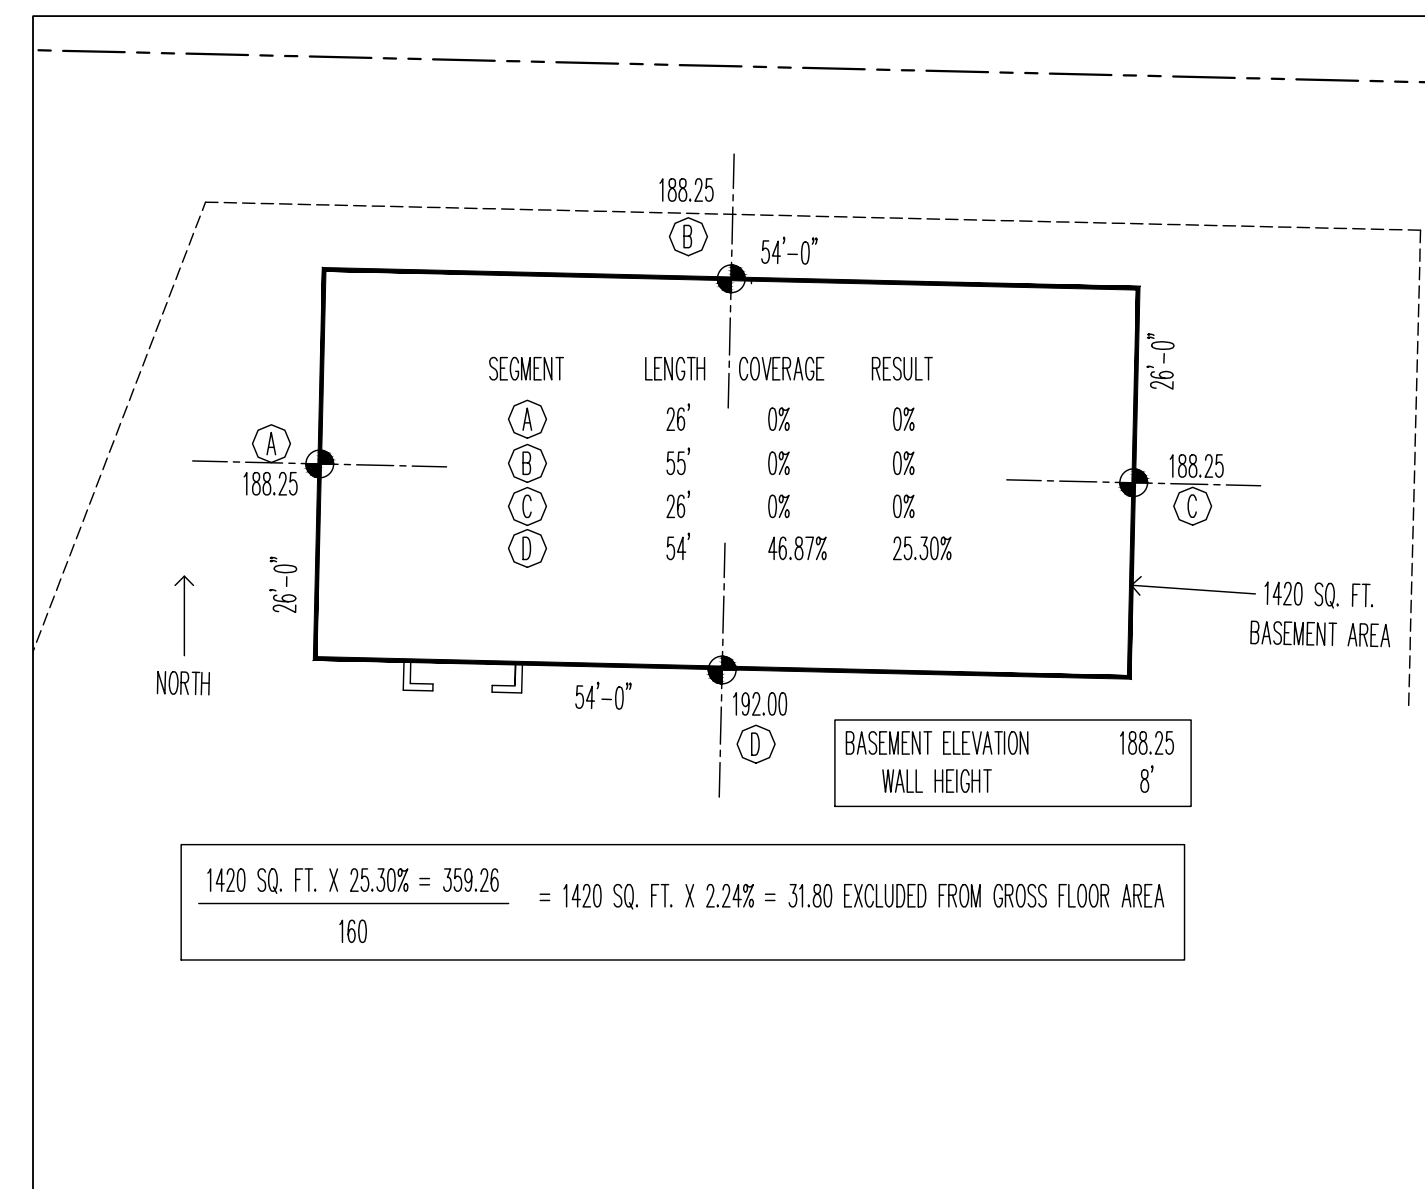 188.25
B
54'-0"
26'-0"
SEGMENT LENGTH COVERAGE RESULT
A 26' 0% 0%
B 55' 0% 0%
C 26' 0% 0%
D 54' 46.87% 25.30%
A
188.25
188.25
C
26'-0"
1420 SQ. FT.
BASEMENT AREA
NORTH
54'-0"
192.00
D
BASEMENT ELEVATION 188.25
WALL HEIGHT 8'
1420 SQ. FT. X 25.30% = 359.26
160
= 1420 SQ. FT. X 2.24% = 31.80 EXCLUDED FROM GROSS FLOOR AREA